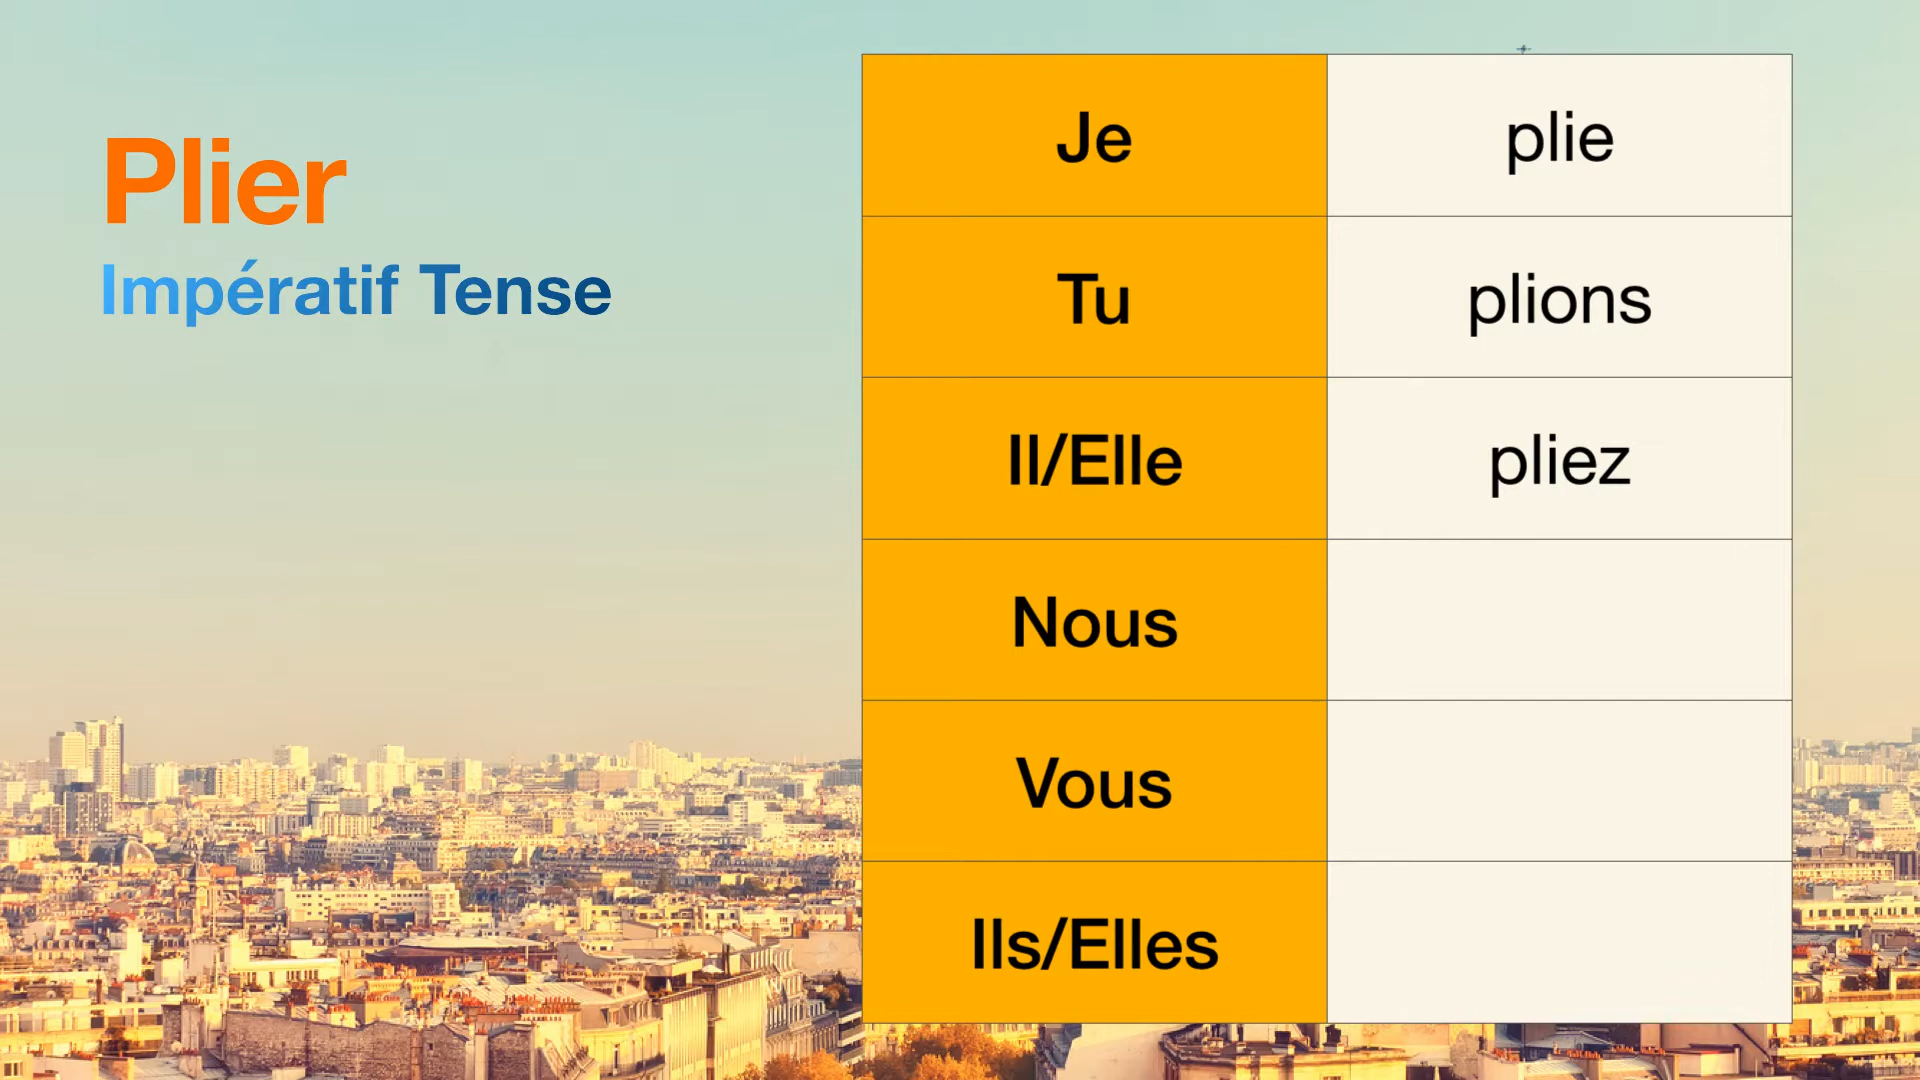 Plier
Impératif Tense
Je plie
Tu plions
Il/Elle pliez
Nous
Vous
Ils/Elles